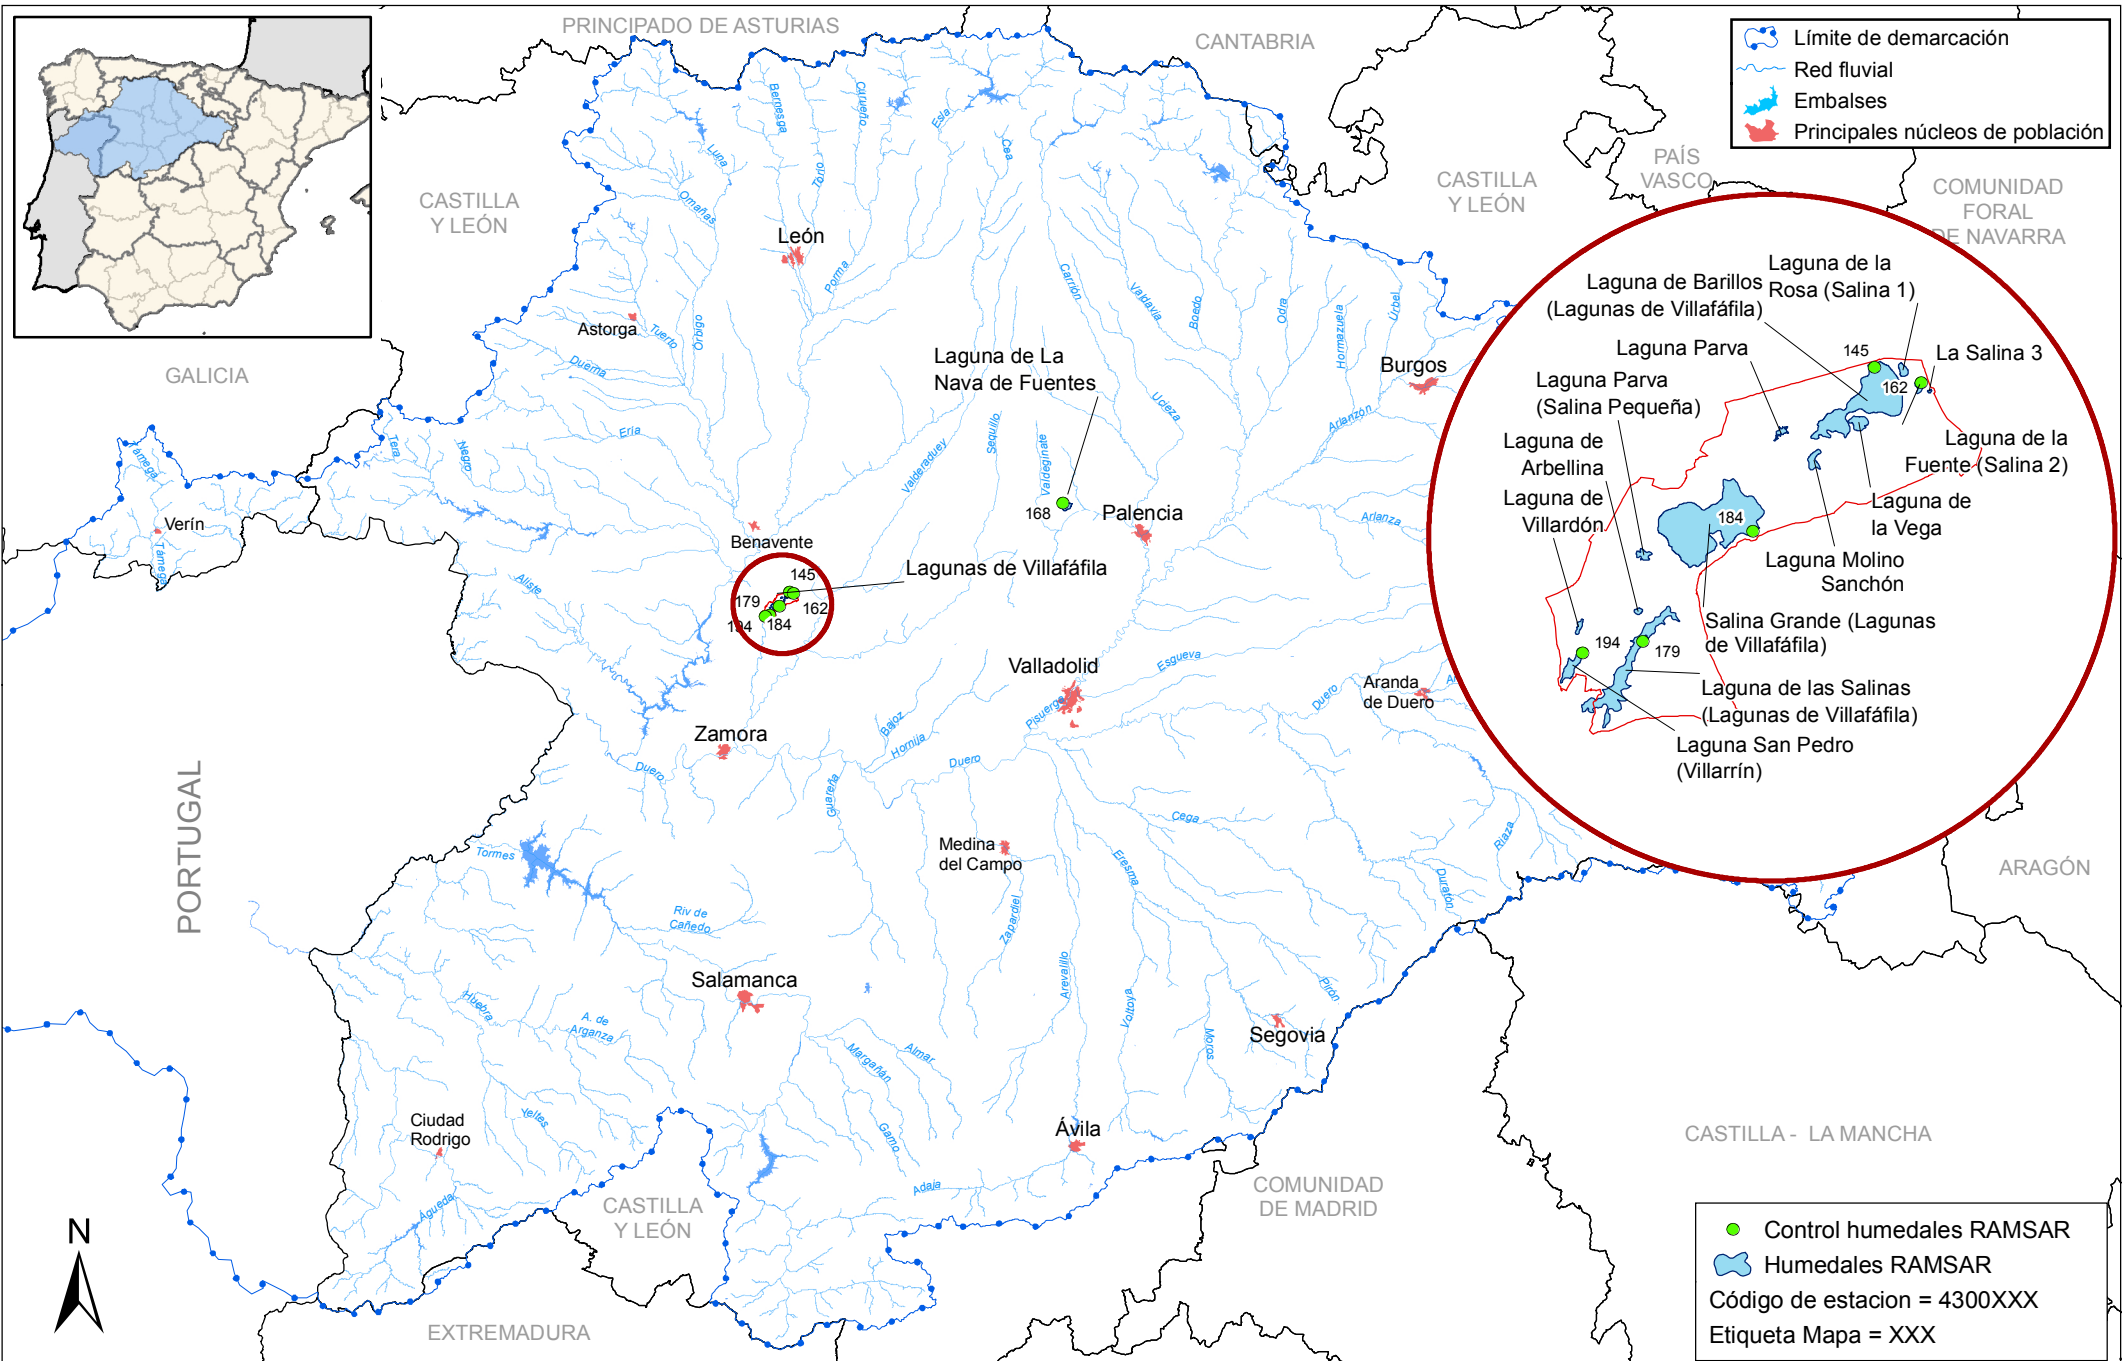 PRINCIPADO DE ASTURIAS
CANTABRIA
Límite de demarcación
Red fluvial
Embalses
Principales núcleos de población
PAÍS
VASCO
CASTILLA
Y LEÓN
CASTILLA
Y LEÓN
COMUNIDAD
FORAL
DE NAVARRA
Bernesga
Curueño
Esla
Cea
Luna
Torío
Omañas
León
Porma
Carrión
Valdavia
Boedo
Odra
Hormazuela
Urbel
Astorga
Tuerto
Órbigo
Duerna
GALICIA
Laguna de La
Nava de Fuentes
Burgos
Ucieza
Arlanzón
Eria
Tera
Negro
Támega
Valderaduey
Sequillo
Valdeginate
168
Palencia
Arlanza
Verín
Támega
Benavente
Aliste
Lagunas de Villafáfila
145
179
162
194
184
Laguna de Barillos
(Lagunas de Villafáfila)
Laguna de la
Rosa (Salina 1)
145
Laguna Parva
162
La Salina 3
Laguna Parva
(Salina Pequeña)
Laguna de
Arbellina
Laguna de la
Fuente (Salina 2)
Laguna de
Villardón
184
Laguna de
la Vega
Laguna Molino
Sanchón
Salina Grande (Lagunas
de Villafáfila)
194
179
Laguna de las Salinas
(Lagunas de Villafáfila)
Laguna San Pedro
(Villarrín)
Valladolid
Esgueva
Aranda
de Duero
Duero
Pisuerga
Bajoz
Hornija
Zamora
Duero
Duero
Guareña
PORTUGAL
Cega
Medina
del Campo
Eresma
Riaza
Duratón
ARAGÓN
Tormes
Riv de
Cañedo
Zapardiel
Salamanca
Arevalillo
Voltoya
Pirón
Huebra
A. de
Arganza
Segovia
Moros
Almar
Margañán
Ciudad
Rodrigo
Yeltes
Gamo
Ávila
CASTILLA - LA MANCHA
Adaja
Águeda
CASTILLA
Y LEÓN
COMUNIDAD
DE MADRID
N
EXTREMADURA
Control humedales RAMSAR
Humedales RAMSAR
Código de estacion = 4300XXX
Etiqueta Mapa = XXX